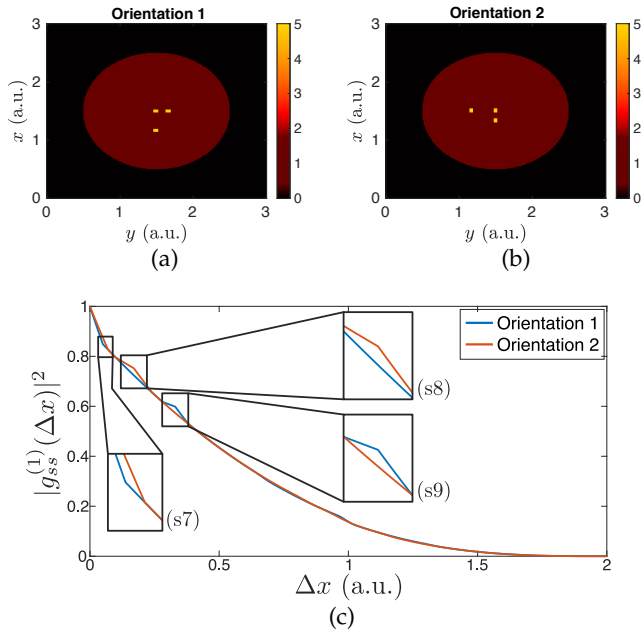 Orientation 1
3
2
1
0
x (a.u.)
0
1
2
3
y (a.u.)
5
4
3
2
1
0
(a)
Orientation 2
3
2
1
0
x (a.u.)
0
1
2
3
y (a.u.)
5
4
3
2
1
0
(b)
1
0.8
0.6
0.4
0.2
0
|g_{ss}^{(1)}(Δx)|^2
Orientation 1
Orientation 2
(s8)
(s9)
(s7)
0
0.5
1
1.5
2
Δx (a.u.)
(c)